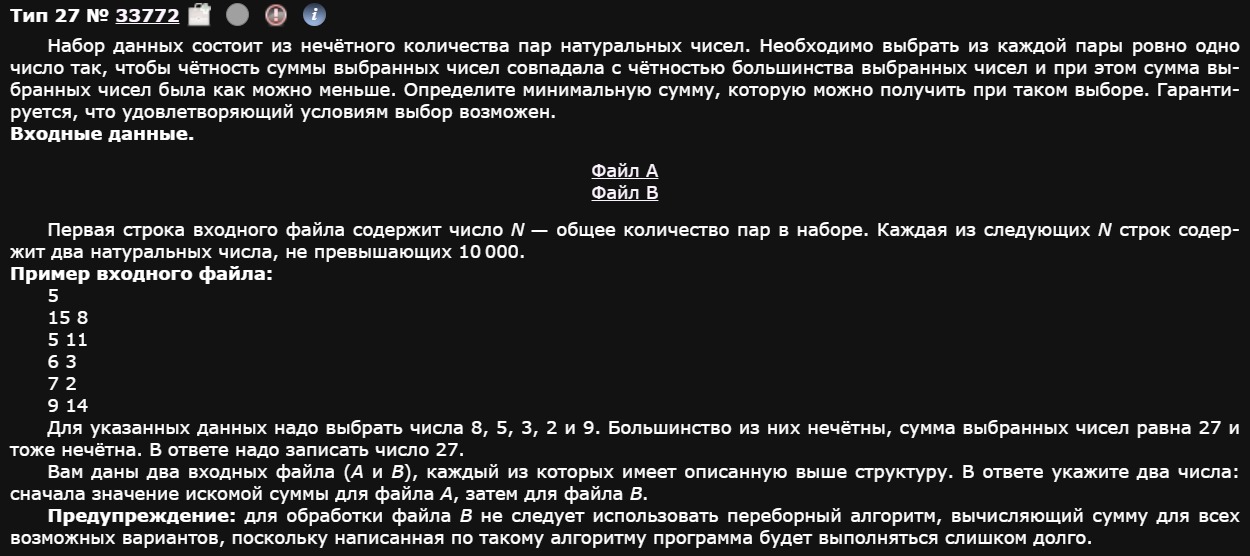 Тип 27 № 33772
Набор данных состоит из нечётного количества пар натуральных чисел. Необходимо выбрать из каждой пары ровно одно
число так, чтобы чётность суммы выбранных чисел совпадала с чётностью большинства выбранных чисел и при этом сумма вы-
бранных чисел была как можно меньше. Определите минимальную сумму, которую можно получить при таком выборе. Гаранти-
руется, что удовлетворяющий условиям выбор возможен.
Входные данные.
Файл A
Файл B
Первая строка входного файла содержит число N — общее количество пар в наборе. Каждая из следующих N строк содер-
жит два натуральных числа, не превышающих 10 000.
Пример входного файла:
5
15 8
5 11
6 3
7 2
9 14
Для указанных данных надо выбрать числа 8, 5, 3, 2 и 9. Большинство из них нечётны, сумма выбранных чисел равна 27 и
тоже нечётна. В ответе надо записать число 27.
Вам даны два входных файла (A и B), каждый из которых имеет описанную выше структуру. В ответе укажите два числа:
сначала значение искомой суммы для файла A, затем для файла B.
Предупреждение: для обработки файла B не следует использовать переборный алгоритм, вычисляющий сумму для всех
возможных вариантов, поскольку написанная по такому алгоритму программа будет выполняться слишком долго.